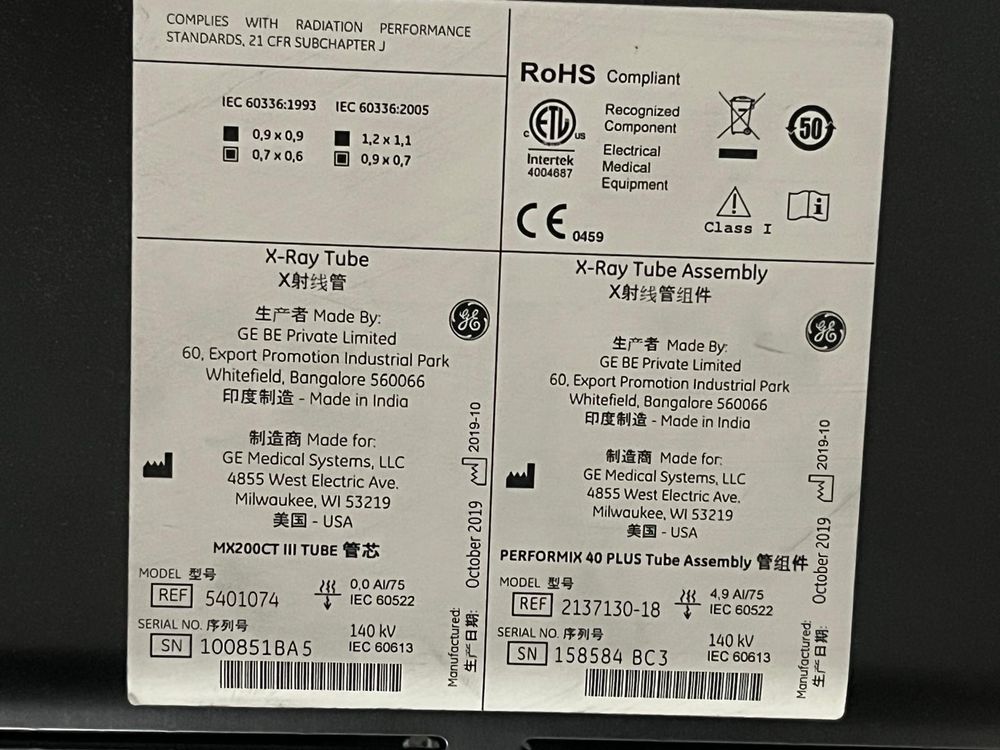 COMPLIES WITH RADIATION PERFORMANCE
STANDARDS, 21 CFR SUBCHAPTER J
IEC 60336:1993 IEC 60336:2005
0,9 x 0,9 1,2 x 1,1
0,7 x 0,6 0,9 x 0,7
RoHS Compliant
c ETL us
Intertek
4004687
Recognized
Component
Electrical
Medical
Equipment
50
CE 0459
Class I
i
X-Ray Tube
X射线管
生产者 Made By:
GE BE Private Limited
60, Export Promotion Industrial Park
Whitefield, Bangalore 560066
印度制造 - Made in India
GE
制造商 Made for:
GE Medical Systems, LLC
4855 West Electric Ave.
Milwaukee, WI 53219
美国 - USA
MX200CT III TUBE 管芯
MODEL 型号
REF 5401074
0,0 Al/75
IEC 60522
SERIAL NO. 序列号
SN 100851BA5
140 kV
IEC 60613
Manufactured:
生产日期:
October 2019
2019-10
X-Ray Tube Assembly
X射线管组件
生产者 Made By:
GE BE Private Limited
60, Export Promotion Industrial Park
Whitefield, Bangalore 560066
印度制造 - Made in India
GE
制造商 Made for:
GE Medical Systems, LLC
4855 West Electric Ave.
Milwaukee, WI 53219
美国 - USA
PERFORMIX 40 PLUS Tube Assembly 管组件
MODEL 型号
REF 2137130-18
4,9 Al/75
IEC 60522
SERIAL NO. 序列号
SN 158584 BC3
140 kV
IEC 60613
Manufactured:
生产日期:
October 2019
2019-10